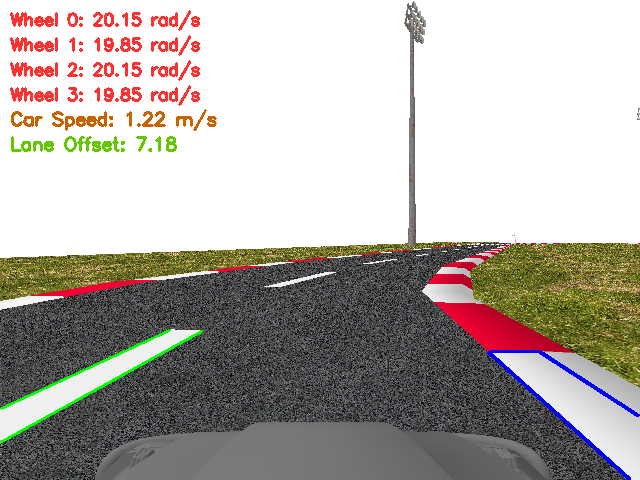 Wheel 0: 20.15 rad/s
Wheel 1: 19.85 rad/s
Wheel 2: 20.15 rad/s
Wheel 3: 19.85 rad/s
Car Speed: 1.22 m/s
Lane Offset: 7.18